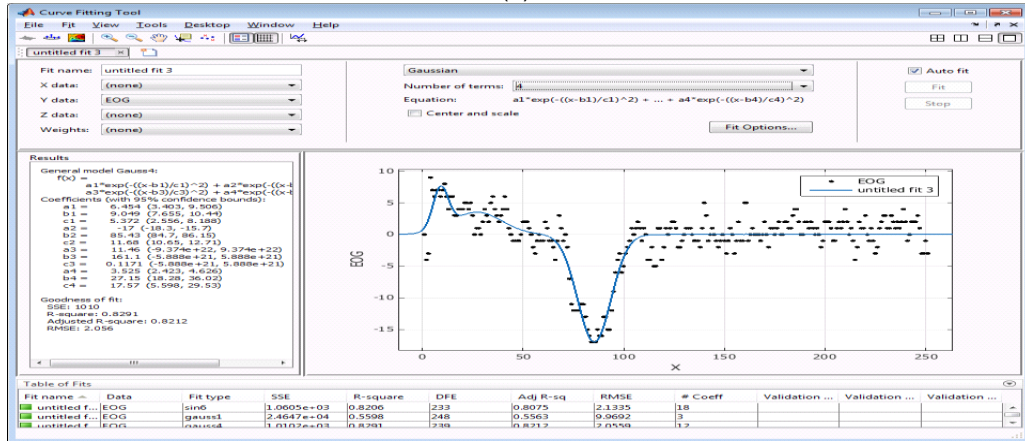 Curve Fitting Tool
File Fit View Tools Desktop Window Help
untitled fit 3
Fit name: untitled fit 3
X data: (none)
Y data: EOG
Z data: (none)
Weights: (none)
Gaussian
Number of terms: 4
Equation: a1*exp(-((x-b1)/c1)^2) + ... + a4*exp(-((x-b4)/c4)^2)
Center and scale
Fit Options...
Auto fit
Fit
Stop
Results
General model Gauss4:
f(x) =
a1*exp(-((x-b1)/c1)^2) + a2*exp(-((x-b
a3*exp(-((x-b3)/c3)^2) + a4*exp(-((x-b
Coefficients (with 95% confidence bounds):
a1 = 6.454 (3.403, 9.506)
b1 = 9.049 (7.655, 10.44)
c1 = 5.372 (2.556, 8.188)
a2 = -17 (-18.3, -15.7)
b2 = 85.43 (84.7, 86.15)
c2 = 11.68 (10.65, 12.71)
a3 = 11.46 (-9.374e+22, 9.374e+22)
b3 = 161.1 (-5.888e+21, 5.888e+21)
c3 = 0.1171 (-5.888e+21, 5.888e+21)
a4 = 3.525 (2.423, 4.626)
b4 = 27.15 (18.28, 36.02)
c4 = 17.57 (5.598, 29.53)
Goodness of fit:
SSE: 1010
R-square: 0.8291
Adjusted R-square: 0.8212
RMSE: 2.056
EOG
untitled fit 3
10
5
0
-5
-10
-15
EOG
0 50 100 150 200 250
X
Table of Fits
Fit name Data Fit type SSE R-square DFE Adj R-sq RMSE # Coeff Validation ... Validation ... Validation ...
untitled f... EOG sin6 1.0605e+03 0.8206 233 0.8075 2.1335 18
untitled f... EOG gauss1 2.4647e+04 0.5598 248 0.5563 9.9692 3
untitled f... EOG gauss4 1.0102e+03 0.8291 239 0.8212 2.0559 12